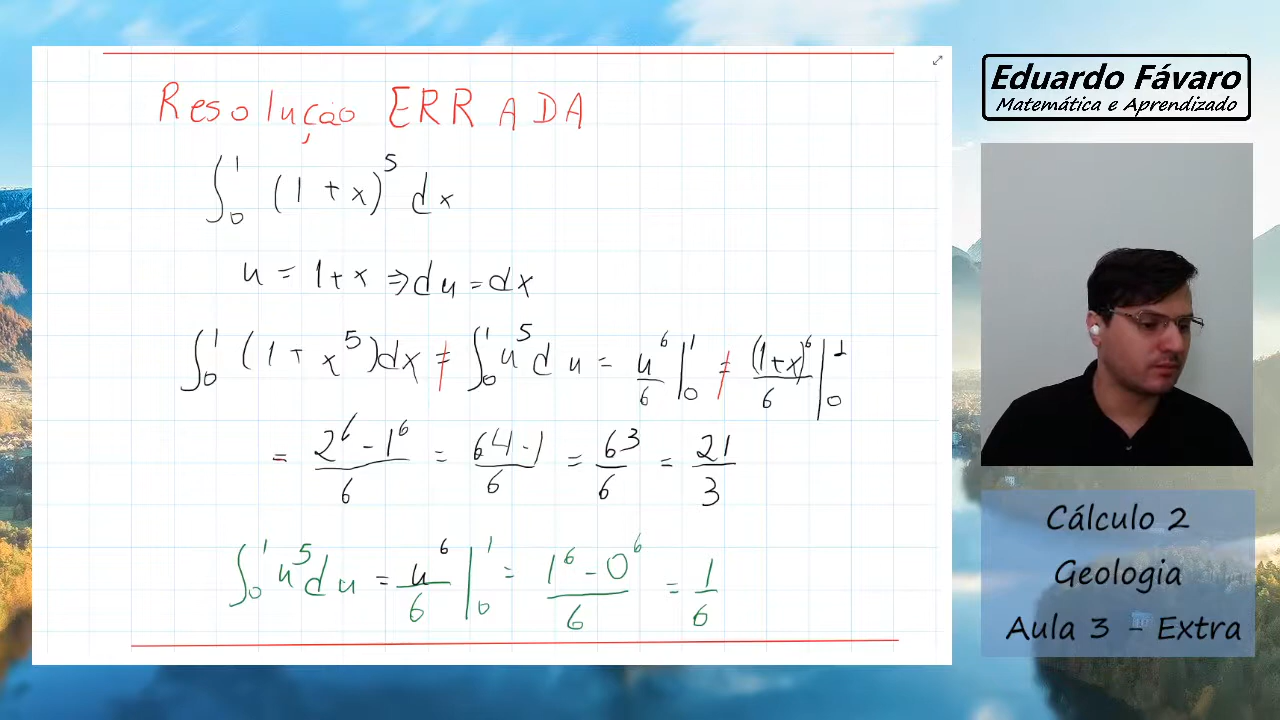 Resolução ERRADA
∫₀¹ (1 + x)⁵ dx
u = 1 + x ⇒ du = dx
∫₀¹ (1 + x⁵) dx ≠ ∫₀¹ u⁵ du = u⁶/6 |₀¹ ≠ (1+x)⁶/6 |₀¹
= (2⁶ - 1⁶)/6 = (64 - 1)/6 = 63/6 = 21/3
∫₀¹ u⁵ du = u⁶/6 |₀¹ = (1⁶ - 0⁶)/6 = 1/6
Eduardo Fávaro
Matemática e Aprendizado
Cálculo 2
Geologia
Aula 3 - Extra